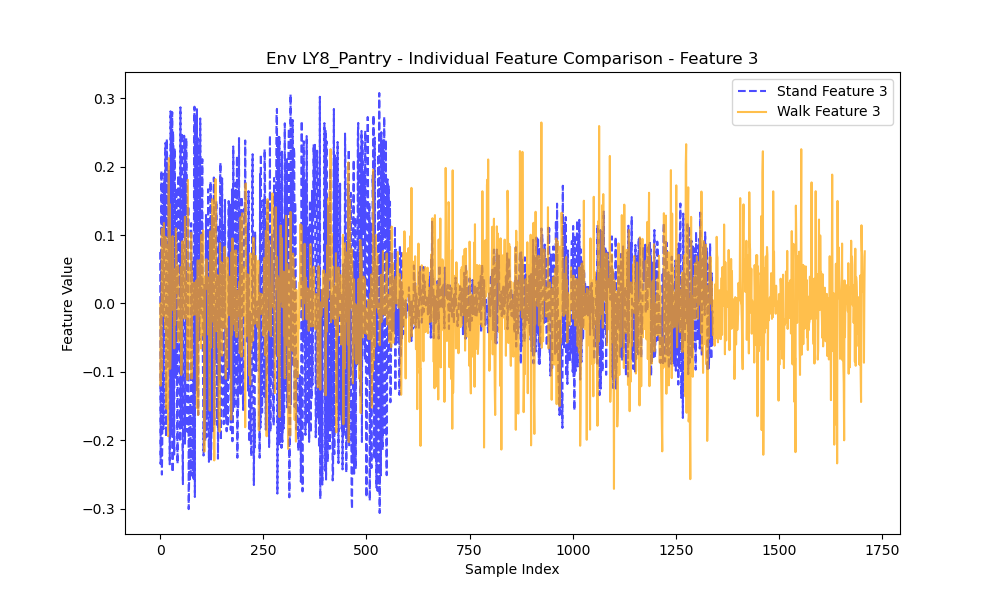 Env LY8_Pantry - Individual Feature Comparison - Feature 3
Stand Feature 3
Walk Feature 3
Feature Value
0.3
0.2
0.1
0.0
−0.1
−0.2
−0.3
0 250 500 750 1000 1250 1500 1750
Sample Index